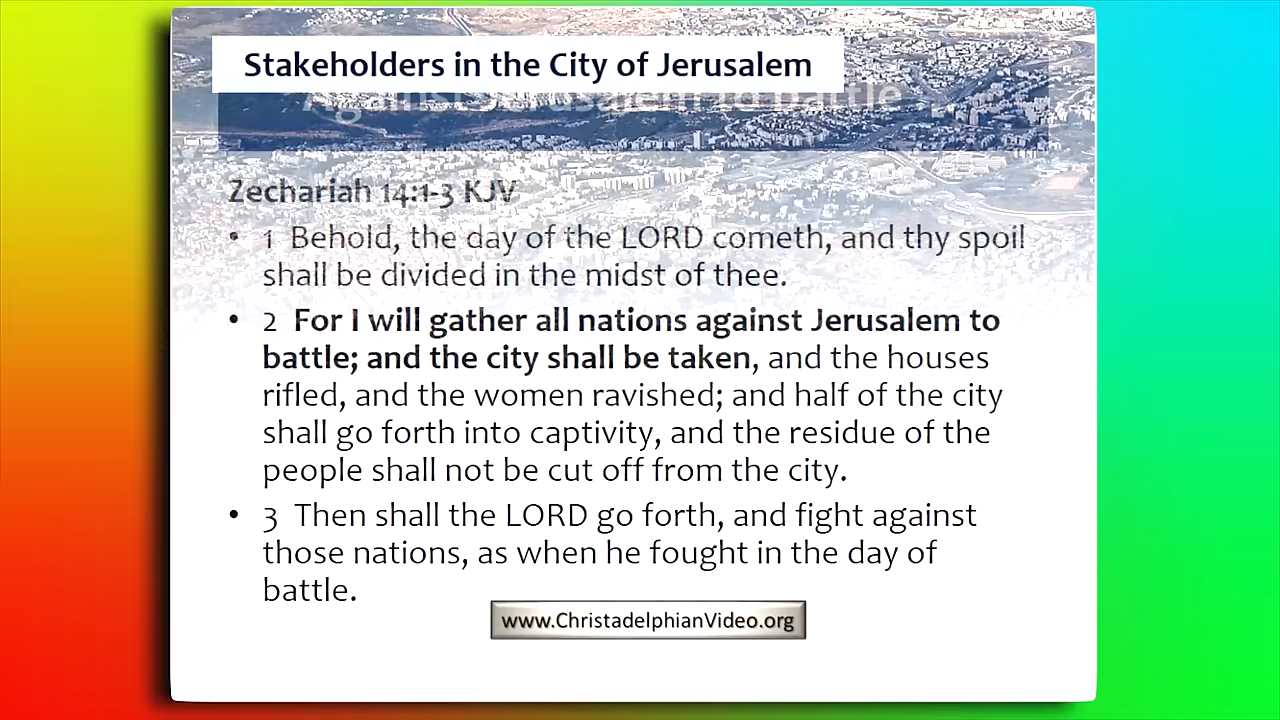 Stakeholders in the City of Jerusalem
Against Jerusalem to battle
Zechariah 14:1-3 KJV
• 1 Behold, the day of the LORD cometh, and thy spoil
shall be divided in the midst of thee.
• 2 For I will gather all nations against Jerusalem to
battle; and the city shall be taken, and the houses
rifled, and the women ravished; and half of the city
shall go forth into captivity, and the residue of the
people shall not be cut off from the city.
• 3 Then shall the LORD go forth, and fight against
those nations, as when he fought in the day of
battle.
www.ChristadelphianVideo.org